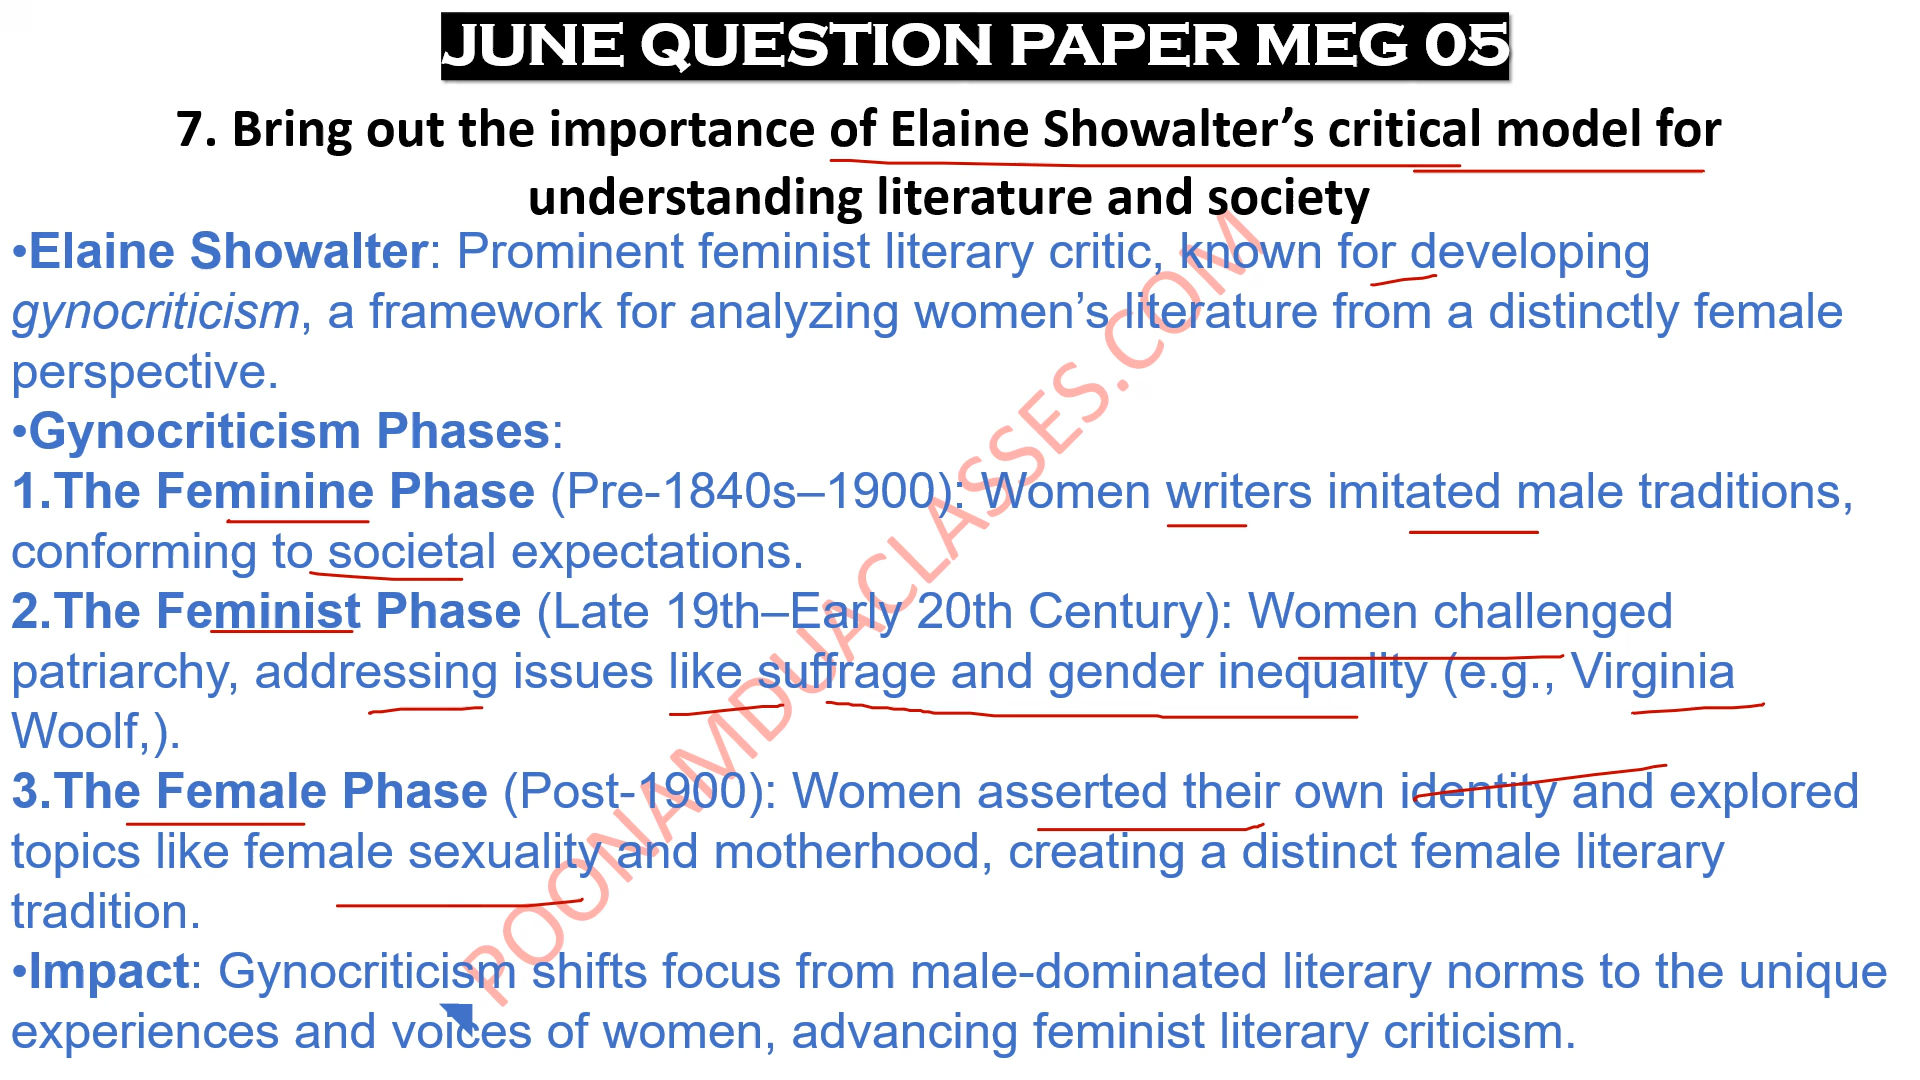 JUNE QUESTION PAPER MEG 05
7. Bring out the importance of Elaine Showalter’s critical model for
understanding literature and society
•Elaine Showalter: Prominent feminist literary critic, known for developing
gynocriticism, a framework for analyzing women’s literature from a distinctly female
perspective.
•Gynocriticism Phases:
1.The Feminine Phase (Pre-1840s–1900): Women writers imitated male traditions,
conforming to societal expectations.
2.The Feminist Phase (Late 19th–Early 20th Century): Women challenged
patriarchy, addressing issues like suffrage and gender inequality (e.g., Virginia
Woolf,).
3.The Female Phase (Post-1900): Women asserted their own identity and explored
topics like female sexuality and motherhood, creating a distinct female literary
tradition.
•Impact: Gynocriticism shifts focus from male-dominated literary norms to the unique
experiences and voices of women, advancing feminist literary criticism.
POONAMDUACLASSES.COM